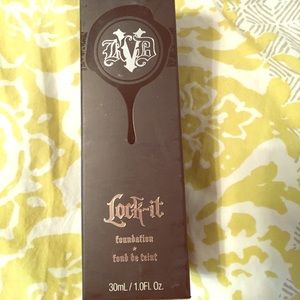 KVD
Lock-it
foundation
fond de teint
30mL / 1.0Fl. Oz.